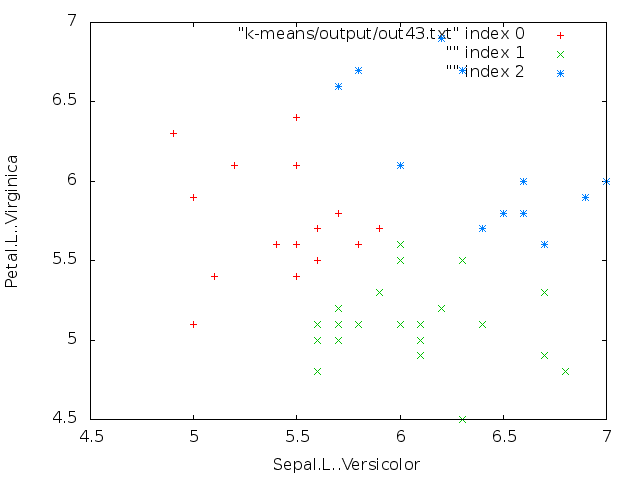 "k-means/output/out43.txt" index 0
"" index 1
"" index 2
7
6.5
6
5.5
5
4.5
Petal.L..Virginica
4.5 5 5.5 6 6.5 7
Sepal.L..Versicolor